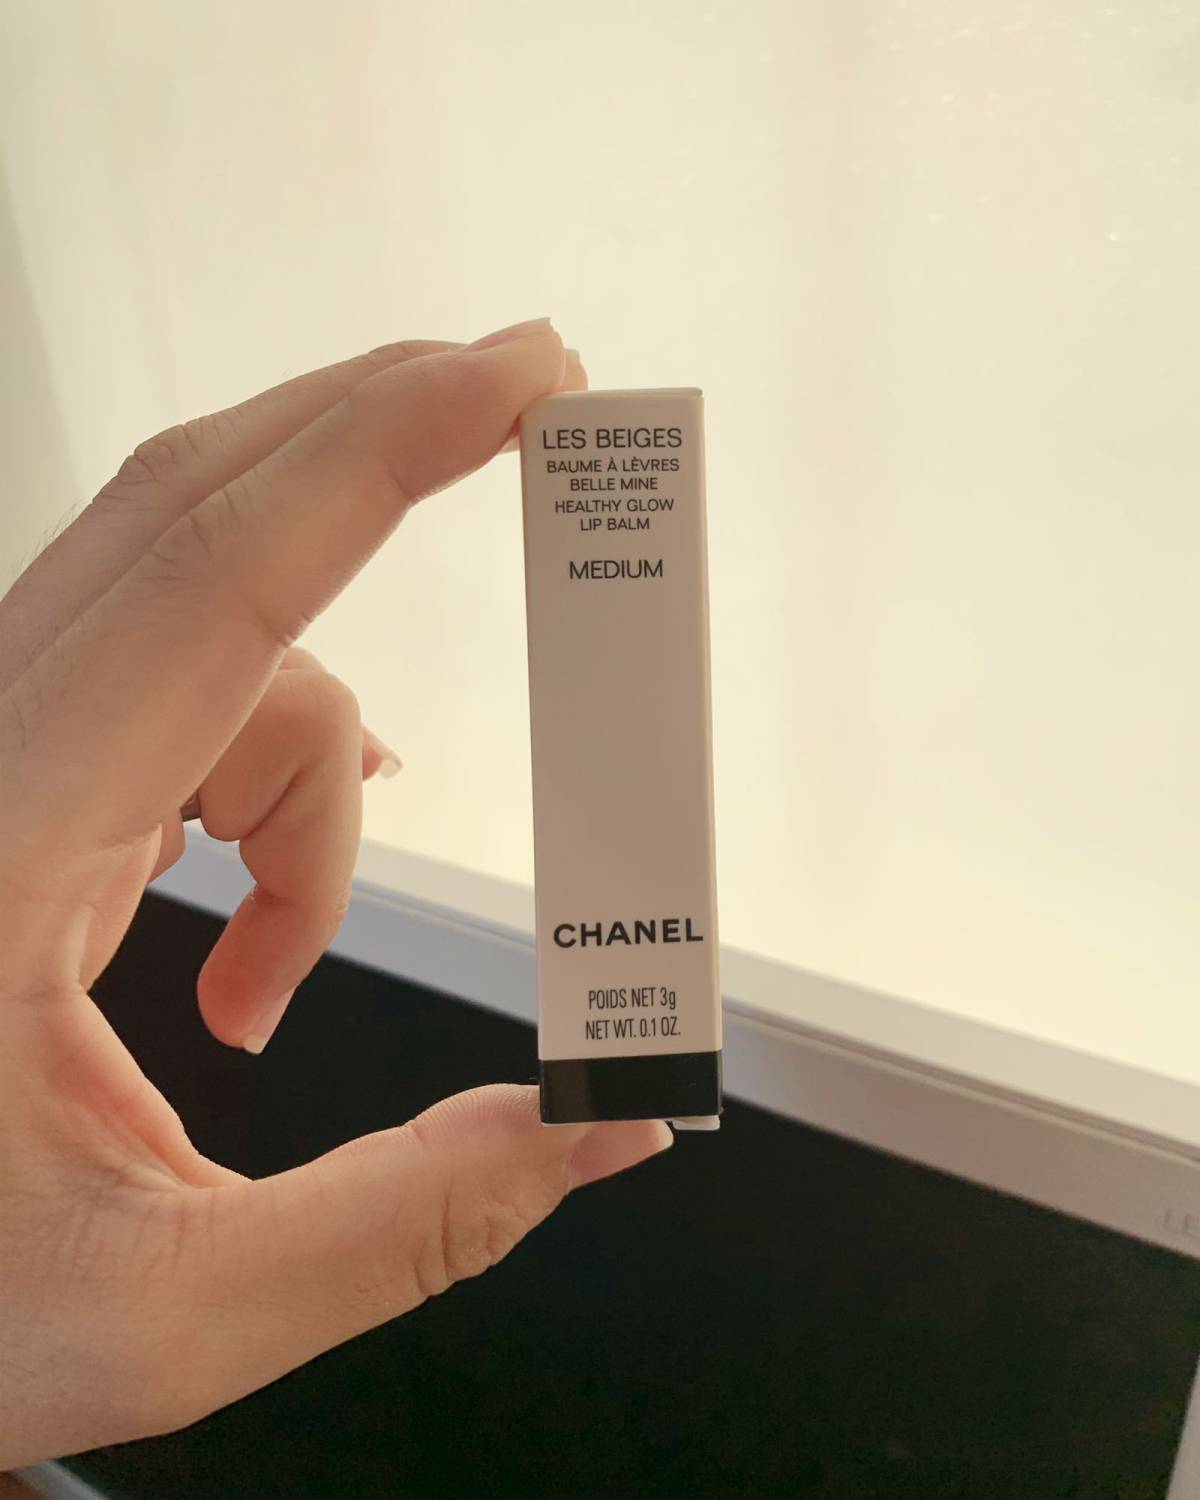 LES BEIGES
BAUME À LÈVRES
BELLE MINE
HEALTHY GLOW
LIP BALM
MEDIUM
CHANEL
POIDS NET 3g
NET WT. 0.1 OZ.